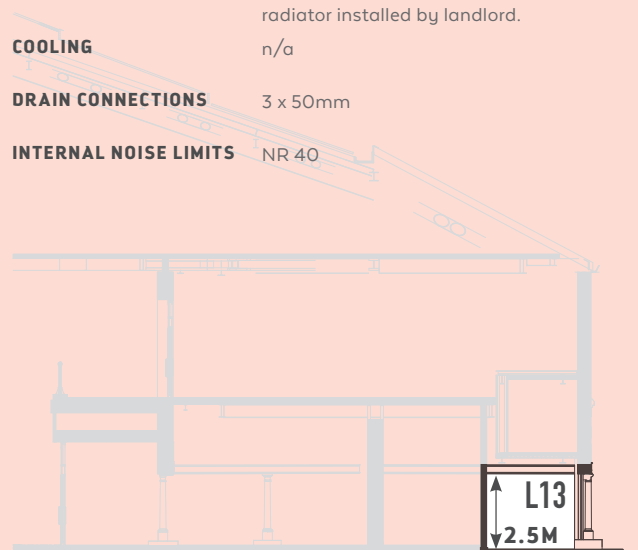 radiator installed by landlord.
COOLING n/a
DRAIN CONNECTIONS 3 x 50mm
INTERNAL NOISE LIMITS NR 40
L13
2.5M